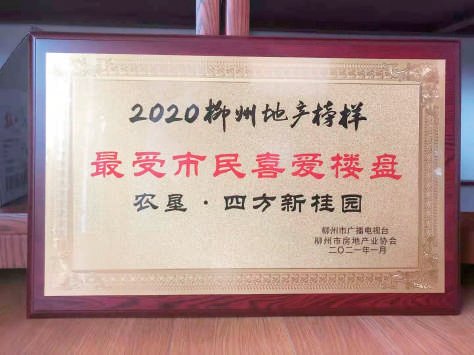 2020柳州地产榜样
最受市民喜爱楼盘
农垦·四方新桂园
柳州市广播电视台
柳州市房地产业协会
二〇二一年一月